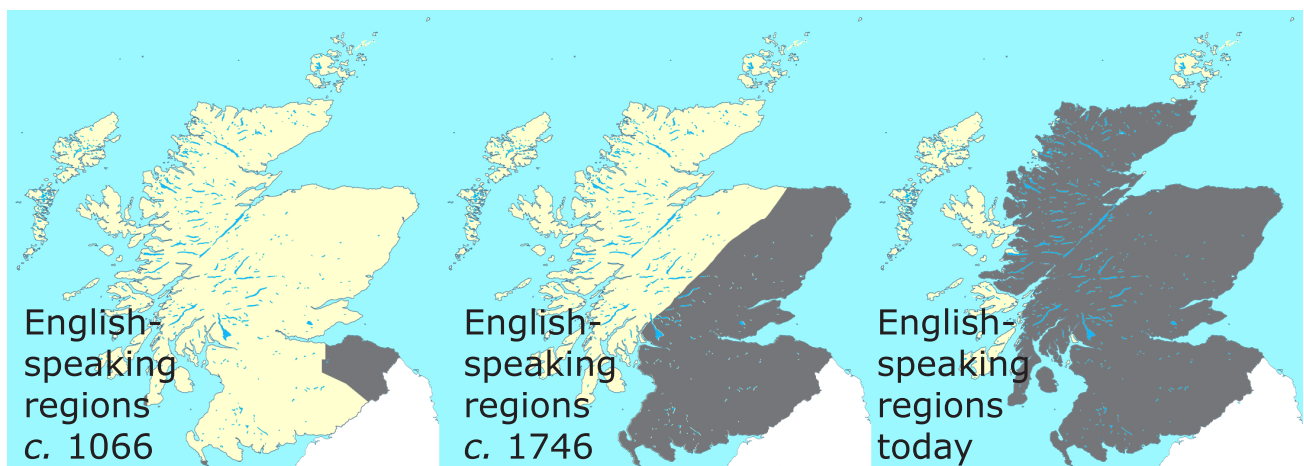 English-
speaking
regions
c. 1066
English-
speaking
regions
c. 1746
English-
speaking
regions
today